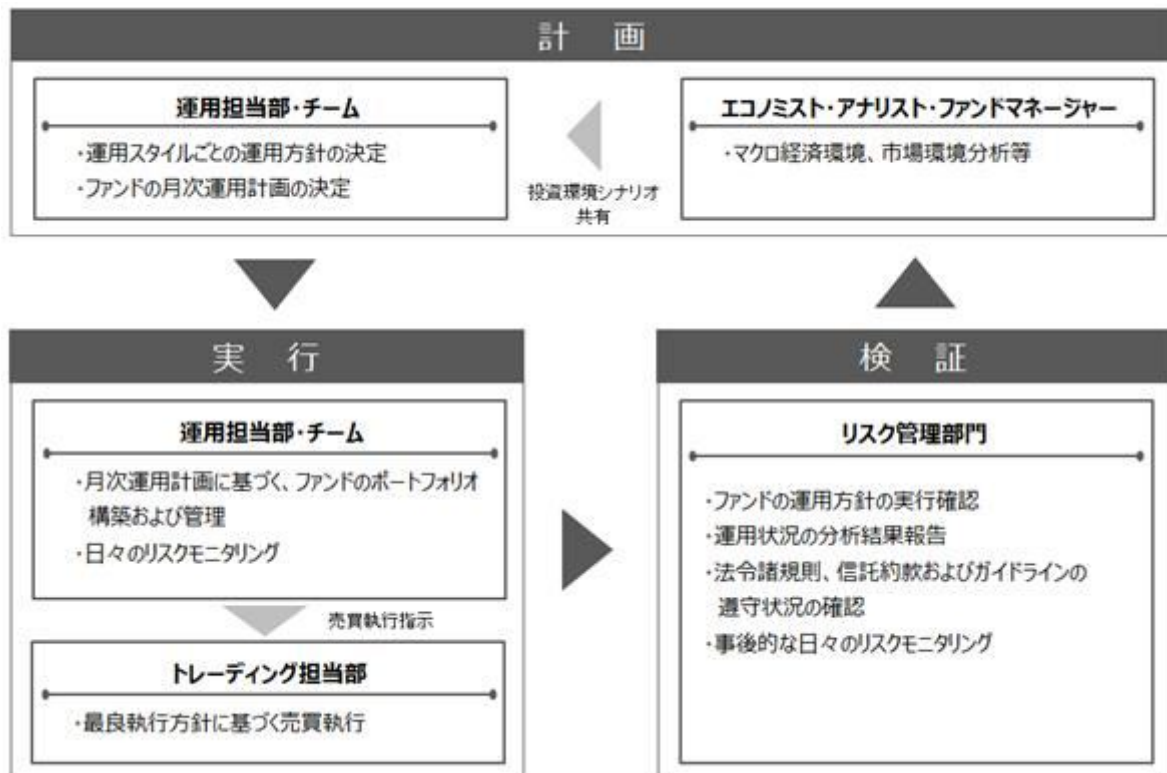 計 画
運用担当部・チーム
・運用スタイルごとの運用方針の決定
・ファンドの月次運用計画の決定
投資環境シナリオ
共有
エコノミスト・アナリスト・ファンドマネージャー
・マクロ経済環境、市場環境分析等
実 行
運用担当部・チーム
・月次運用計画に基づく、ファンドのポートフォリオ
構築および管理
・日々のリスクモニタリング
売買執行指示
トレーディング担当部
・最良執行方針に基づく売買執行
検 証
リスク管理部門
・ファンドの運用方針の実行確認
・運用状況の分析結果報告
・法令諸規則、信託約款およびガイドラインの
遵守状況の確認
・事後的な日々のリスクモニタリング